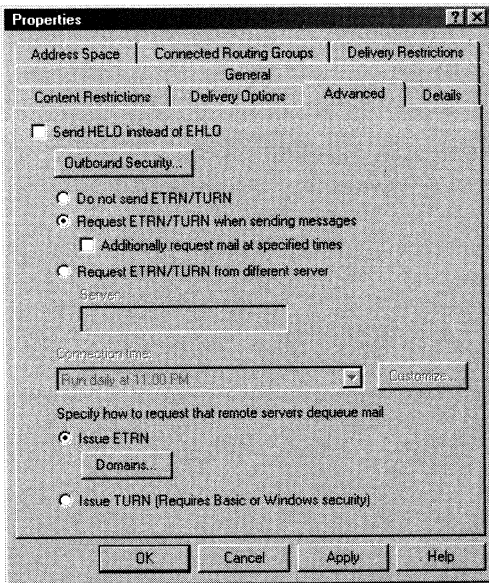 Properties
Address Space Connected Routing Groups Delivery Restrictions
General
Content Restrictions Delivery Options Advanced Details
Send HELO instead of EHLO
Outbound Security...
Do not send ETRN/TURN
Request ETRN/TURN when sending messages
Additionally request mail at specified times
Request ETRN/TURN from different server
Server:
Connection time:
Run daily at 11:00 PM
Customize...
Specify how to request that remote servers dequeue mail
Issue ETRN
Domains...
Issue TURN (Requires Basic or Windows security)
OK Cancel Apply Help